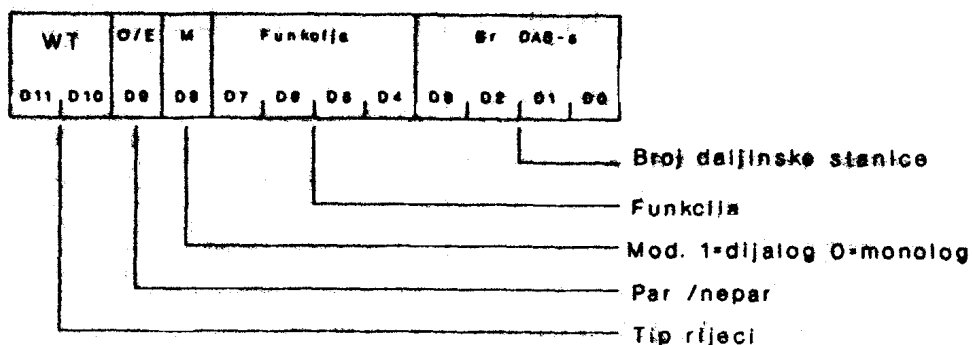 WT O/E M Funkcija Br DAS-a
D11 D10 D9 D8 D7 D6 D5 D4 D3 D2 D1 D0
Broj daljinske stanice
Funkcija
Mod. 1=dijalog 0=monolog
Par /nepar
Tip rijeci